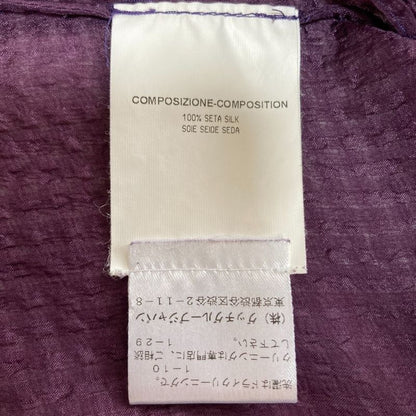 COMPOSIZIONE-COMPOSITION
100% SETA SILK
SOIE SEIDE SEDA
洗濯はドライクリーニングで。
1-10
クリーニングは専門店に、ご相談
して下さい。
1-29
(株) グッチグループジャパン
東京都渋谷区渋谷2-11-8